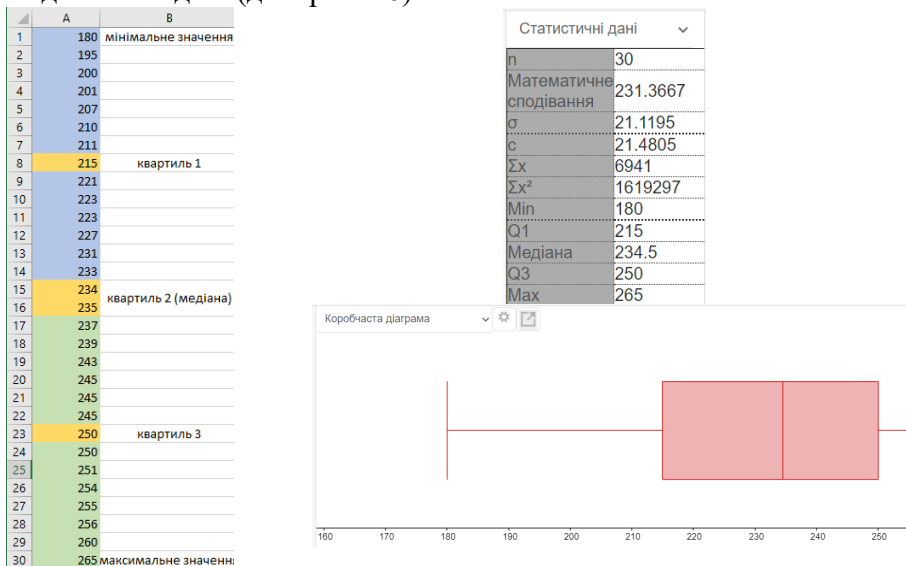 A B
1 180 мінімальне значення
2 195
3 200
4 201
5 207
6 210
7 211
8 215 квартиль 1
9 221
10 223
11 223
12 227
13 231
14 233
15 234
квартиль 2 (медіана)
16 235
17 237
18 239
19 243
20 245
21 245
22 245
23 250 квартиль 3
24 250
25 251
26 254
27 255
28 256
29 260
30 265 максимальне значення
Статистичні дані
n 30
Математичне
сподівання 231.3667
σ 21.1195
с 21.4805
Σx 6941
Σx² 1619297
Min 180
Q1 215
Медіана 234.5
Q3 250
Max 265
Коробчаста діаграма
160 170 180 190 200 210 220 230 240 250